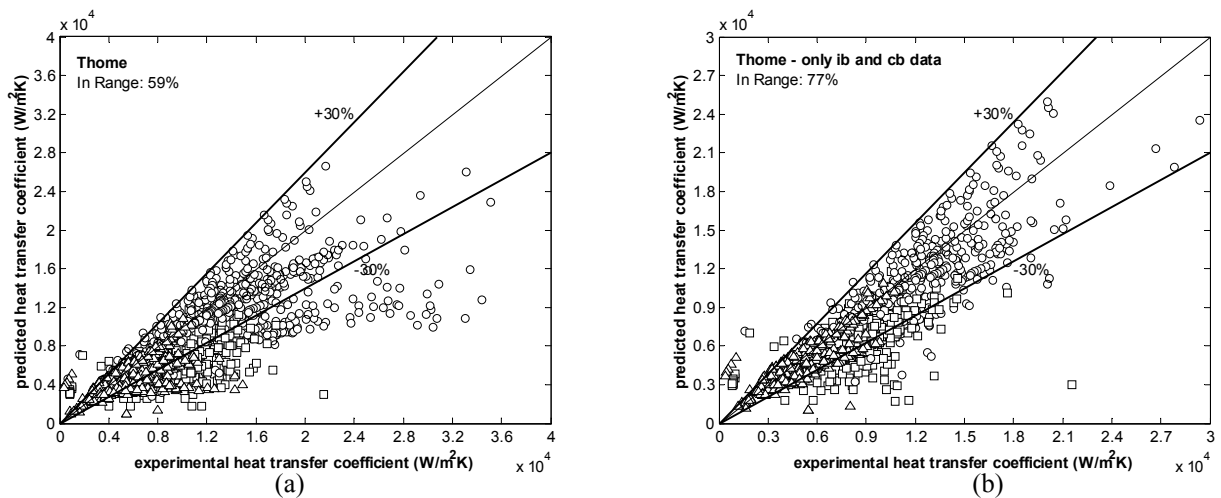 x 10^4
4
3.6
3.2
2.8
2.4
2
1.6
1.2
0.8
0.4
0
predicted heat transfer coefficient (W/m^2K)
Thome
In Range: 59%
+30%
-30%
0 0.4 0.8 1.2 1.6 2 2.4 2.8 3.2 3.6 4
experimental heat transfer coefficient (W/m^2K)
x 10^4
(a)
x 10^4
3
2.7
2.4
2.1
1.8
1.5
1.2
0.9
0.6
0.3
0
predicted heat transfer coefficient (W/m^2K)
Thome - only ib and cb data
In Range: 77%
+30%
-30%
0 0.3 0.6 0.9 1.2 1.5 1.8 2.1 2.4 2.7 3
experimental heat transfer coefficient (W/m^2K)
x 10^4
(b)